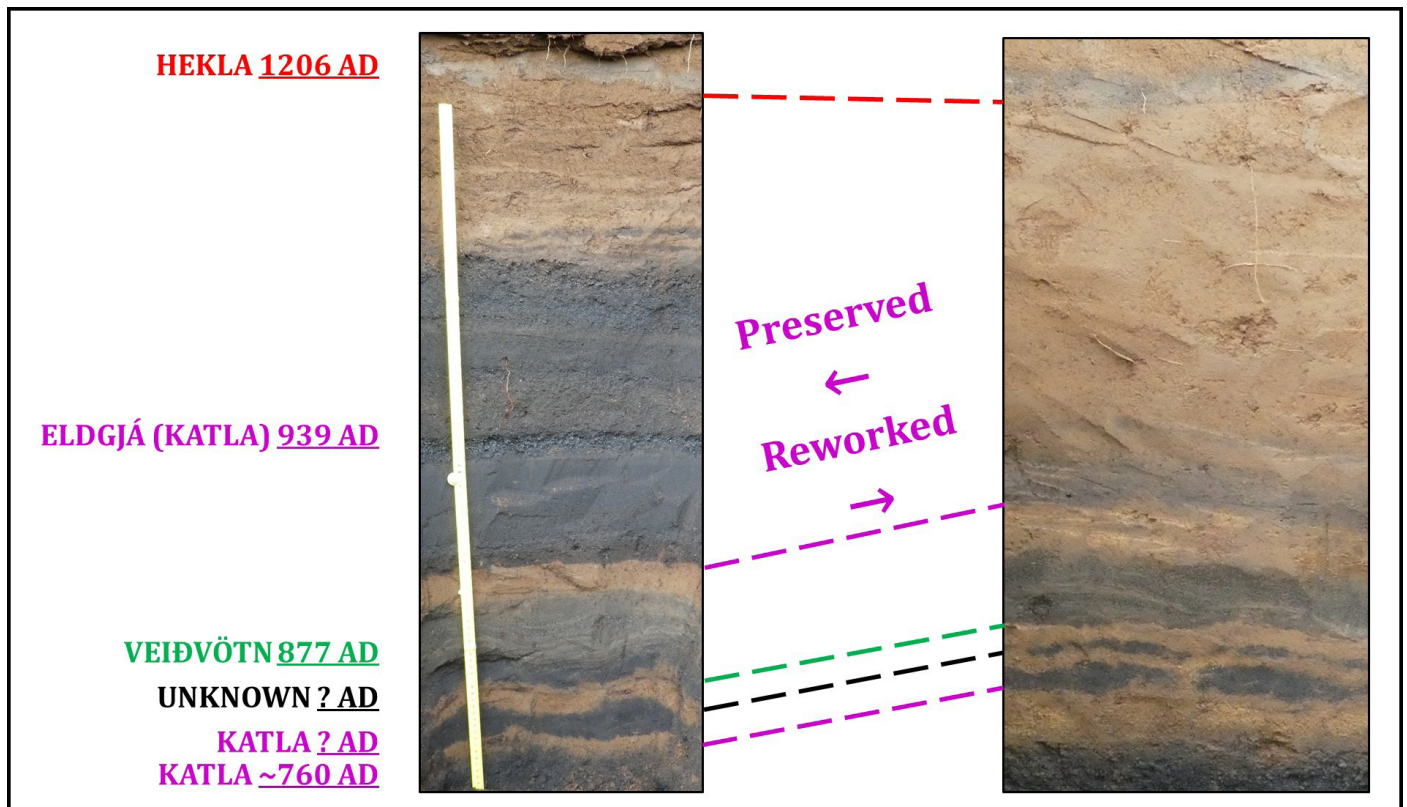 HEKLA 1206 AD
Preserved
←
Reworked
→
ELDGJÁ (KATLA) 939 AD
VEIÐVÖTN 877 AD
UNKNOWN ? AD
KATLA ? AD
KATLA ~760 AD